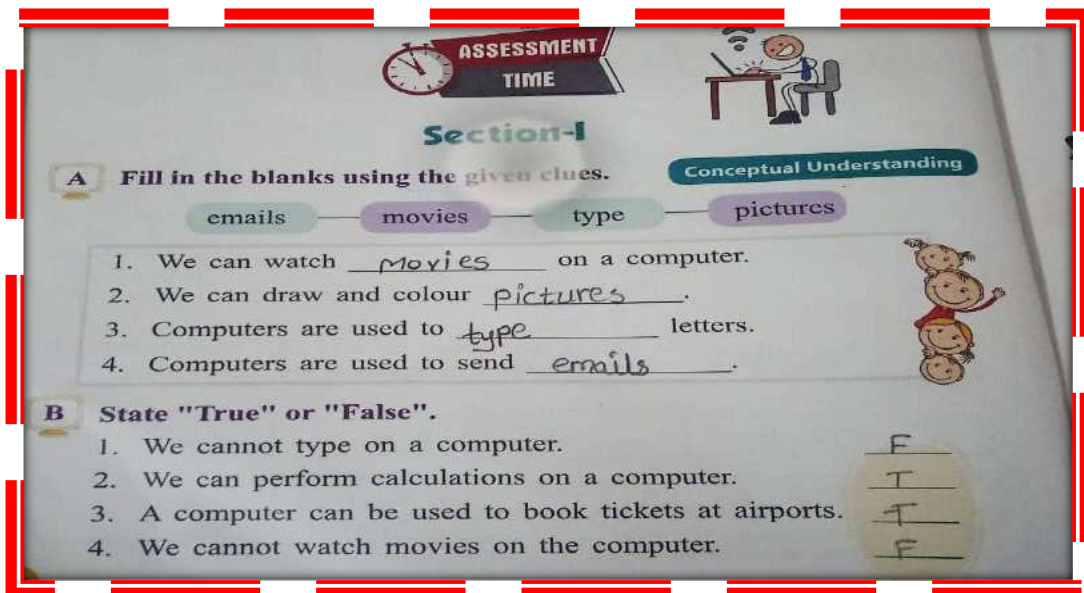 ASSESSMENT
TIME
Section-I
A Fill in the blanks using the given clues.
Conceptual Understanding
emails movies type pictures
1. We can watch movies on a computer.
2. We can draw and colour pictures.
3. Computers are used to type letters.
4. Computers are used to send emails.
B State "True" or "False".
1. We cannot type on a computer. F
2. We can perform calculations on a computer. T
3. A computer can be used to book tickets at airports. T
4. We cannot watch movies on the computer. F